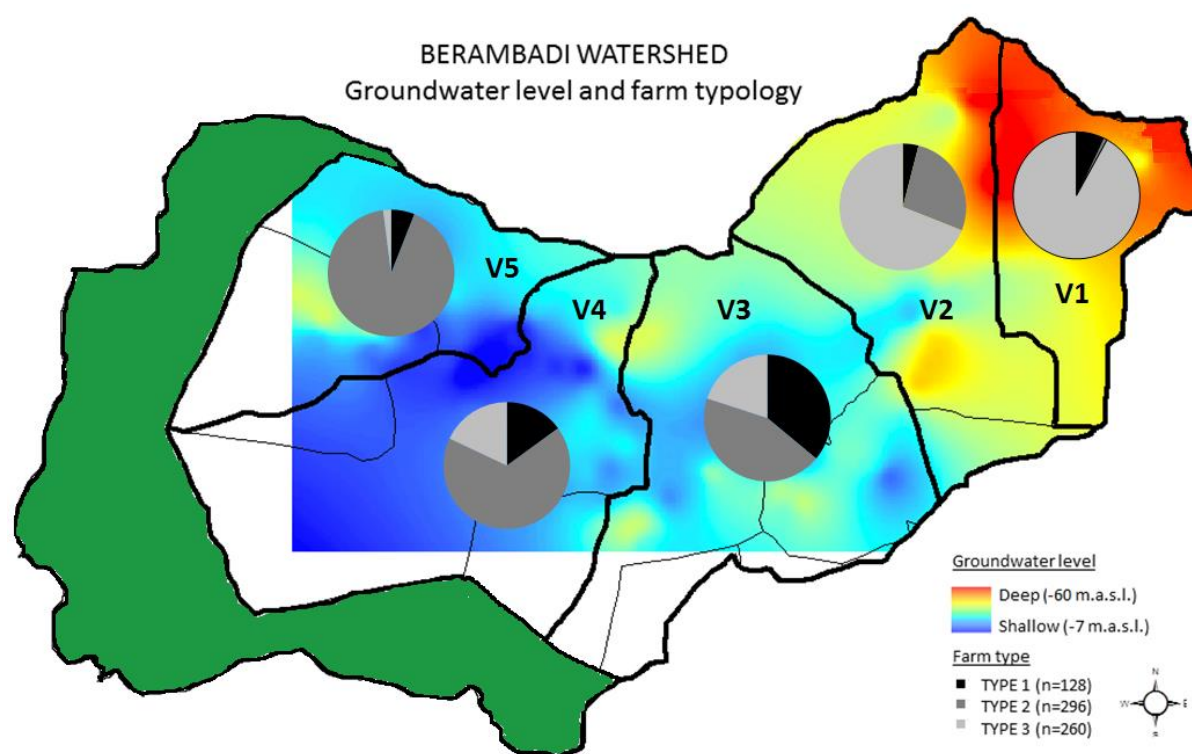 BERAMBADI WATERSHED
Groundwater level and farm typology
V5
V4
V3
V2
V1
Groundwater level
Deep (-60 m.a.s.l.)
Shallow (-7 m.a.s.l.)
Farm type
TYPE 1 (n=128)
TYPE 2 (n=296)
TYPE 3 (n=260)
N
W
E
S